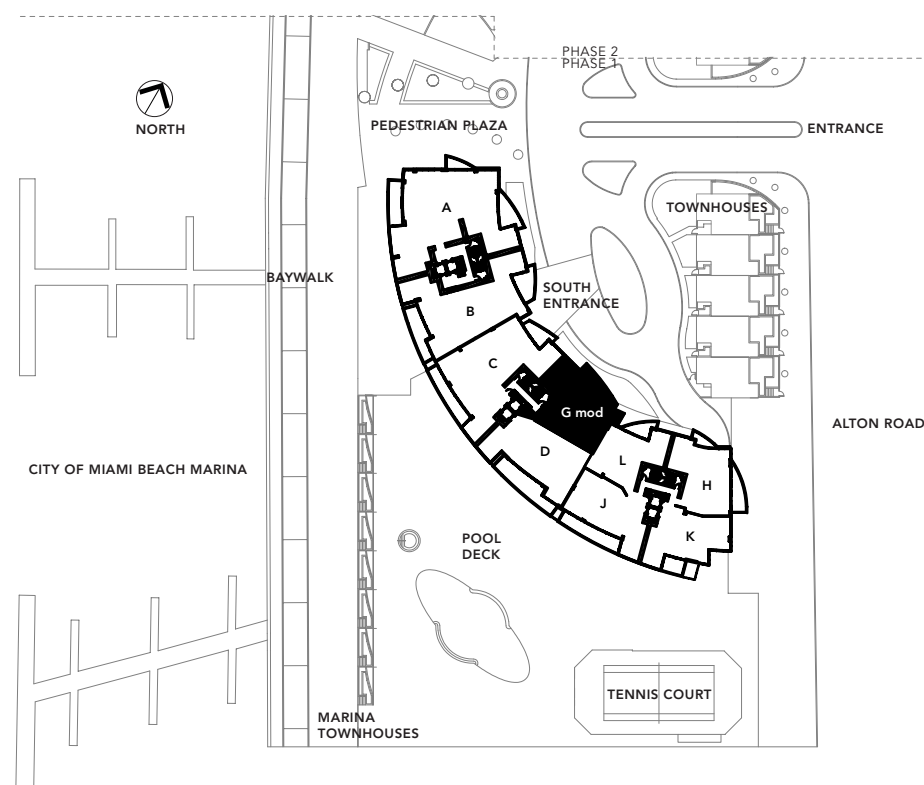 PHASE 2
PHASE 1
NORTH
PEDESTRIAN PLAZA
ENTRANCE
A
TOWNHOUSES
BAYWALK
SOUTH
ENTRANCE
B
C
G mod
ALTON ROAD
D
L
CITY OF MIAMI BEACH MARINA
H
J
K
POOL
DECK
TENNIS COURT
MARINA
TOWNHOUSES